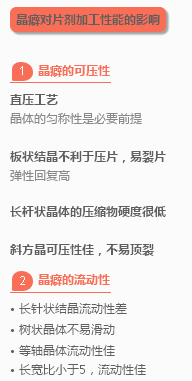 晶癖对片剂加工性能的影响
1 晶癖的可压性
直压工艺
晶体的匀称性是必要前提
板状结晶不利于压片，易裂片
弹性回复高
长杆状晶体的压缩物硬度很低
斜方晶可压性佳，不易顶裂
2 晶癖的流动性
• 长针状结晶流动性差
• 树状晶体不易滑动
• 等轴晶体流动性佳
• 长宽比小于5，流动性佳